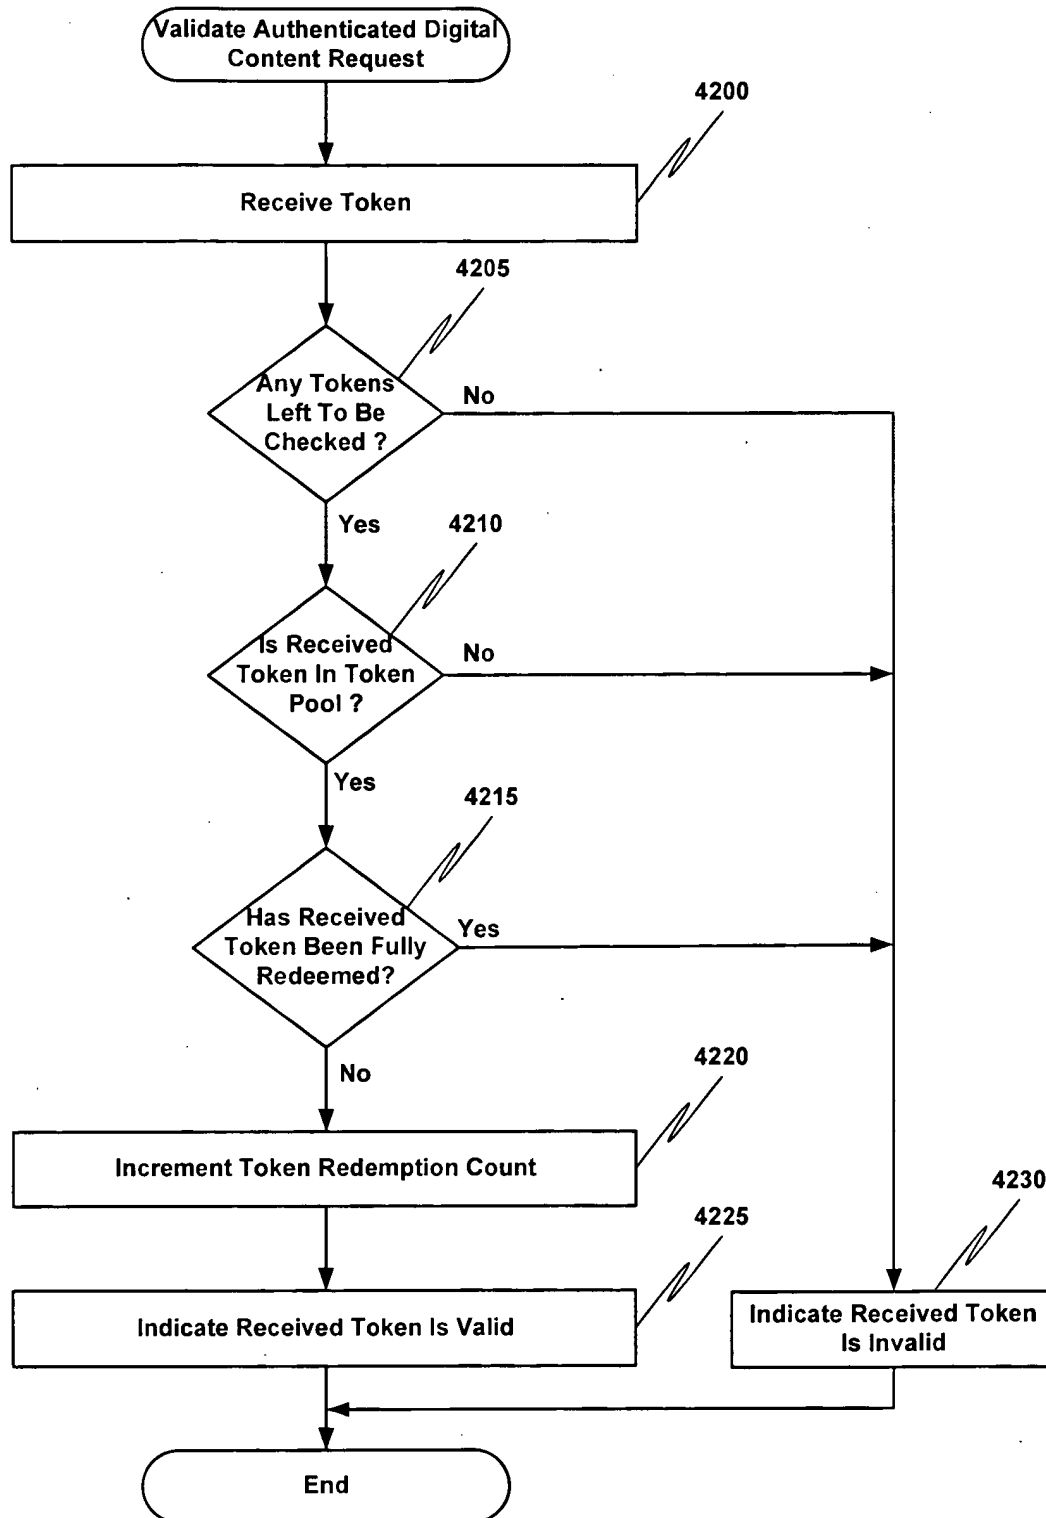 Validate Authenticated Digital
Content Request
4200
Receive Token
4205
Any Tokens
Left To Be
Checked ?
No
Yes
4210
Is Received
Token In Token
Pool ?
No
Yes
4215
Has Received
Token Been Fully
Redeemed?
Yes
No
4220
Increment Token Redemption Count
4225
Indicate Received Token Is Valid
4230
Indicate Received Token
Is Invalid
End